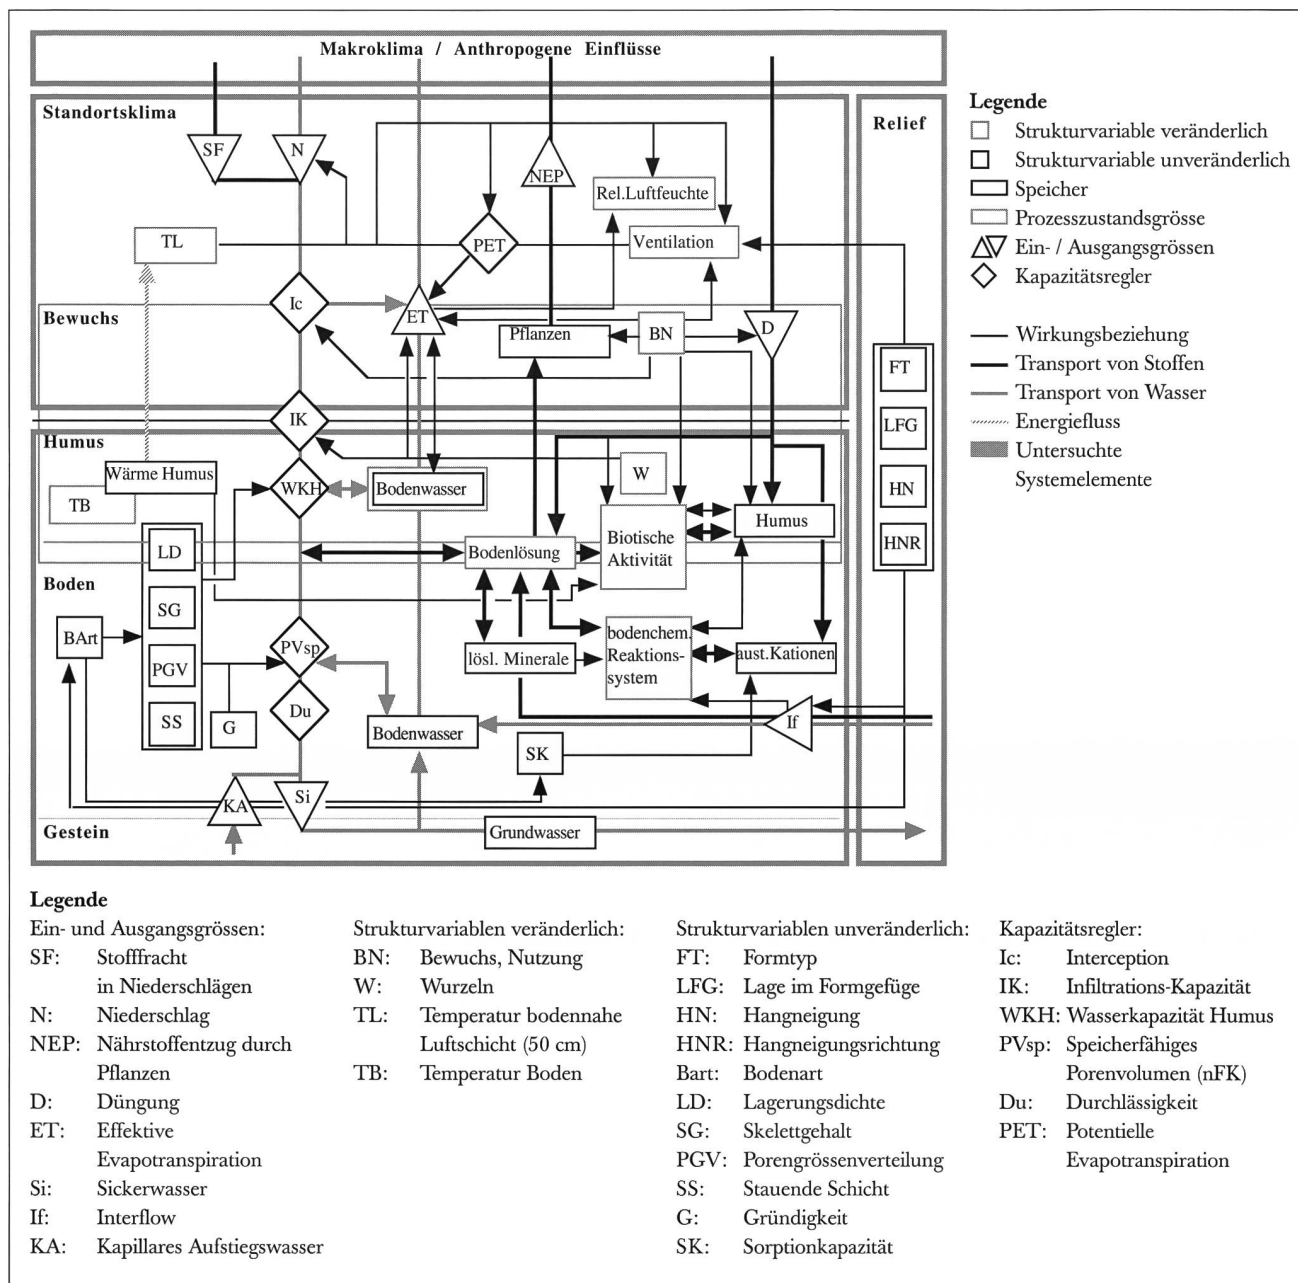 Makroklima / Anthropogene Einflüsse
Standortsklima
Relief
SF
N
NEP
Rel.Luftfeuchte
TL
PET
Ventilation
Ic
ET
Bewuchs
Pflanzen
BN
D
FT
IK
LFG
Humus
Wärme Humus
WKH
Bodenwasser
W
HN
TB
Humus
LD
Bodenlösung
Biotische
Aktivität
HNR
Boden
SG
BArt
PVsp
bodenchem.
PGV
lösl. Minerale
Reaktions-
system
aust.Kationen
SS
G
Du
Bodenwasser
If
SK
KA
Si
Gestein
Grundwasser
Legende
Strukturvariable veränderlich
Strukturvariable unveränderlich
Speicher
Prozesszustandsgrösse
Ein- / Ausgangsgrössen
Kapazitätsregler
Wirkungsbeziehung
Transport von Stoffen
Transport von Wasser
Energiefluss
Untersuchte
Systemelemente
Legende
Ein- und Ausgangsgrössen:
SF: Stofffracht
in Niederschlägen
N: Niederschlag
NEP: Nährstoffentzug durch
Pflanzen
D: Düngung
ET: Effektive
Evapotranspiration
Si: Sickerwasser
If: Interflow
KA: Kapillares Aufstiegswasser
Strukturvariablen veränderlich:
BN: Bewuchs, Nutzung
W: Wurzeln
TL: Temperatur bodennahe
Luftschicht (50 cm)
TB: Temperatur Boden
Strukturvariablen unveränderlich:
FT: Formtyp
LFG: Lage im Formgefüge
HN: Hangneigung
HNR: Hangneigungsrichtung
Bart: Bodenart
LD: Lagerungsdichte
SG: Skelettgehalt
PGV: Porengrössenverteilung
SS: Stauende Schicht
G: Gründigkeit
SK: Sorptionkapazität
Kapazitätsregler:
Ic: Interception
IK: Infiltrations-Kapazität
WKH: Wasserkapazität Humus
PVsp: Speicherfähiges
Porenvolumen (nFK)
Du: Durchlässigkeit
PET: Potentielle
Evapotranspiration